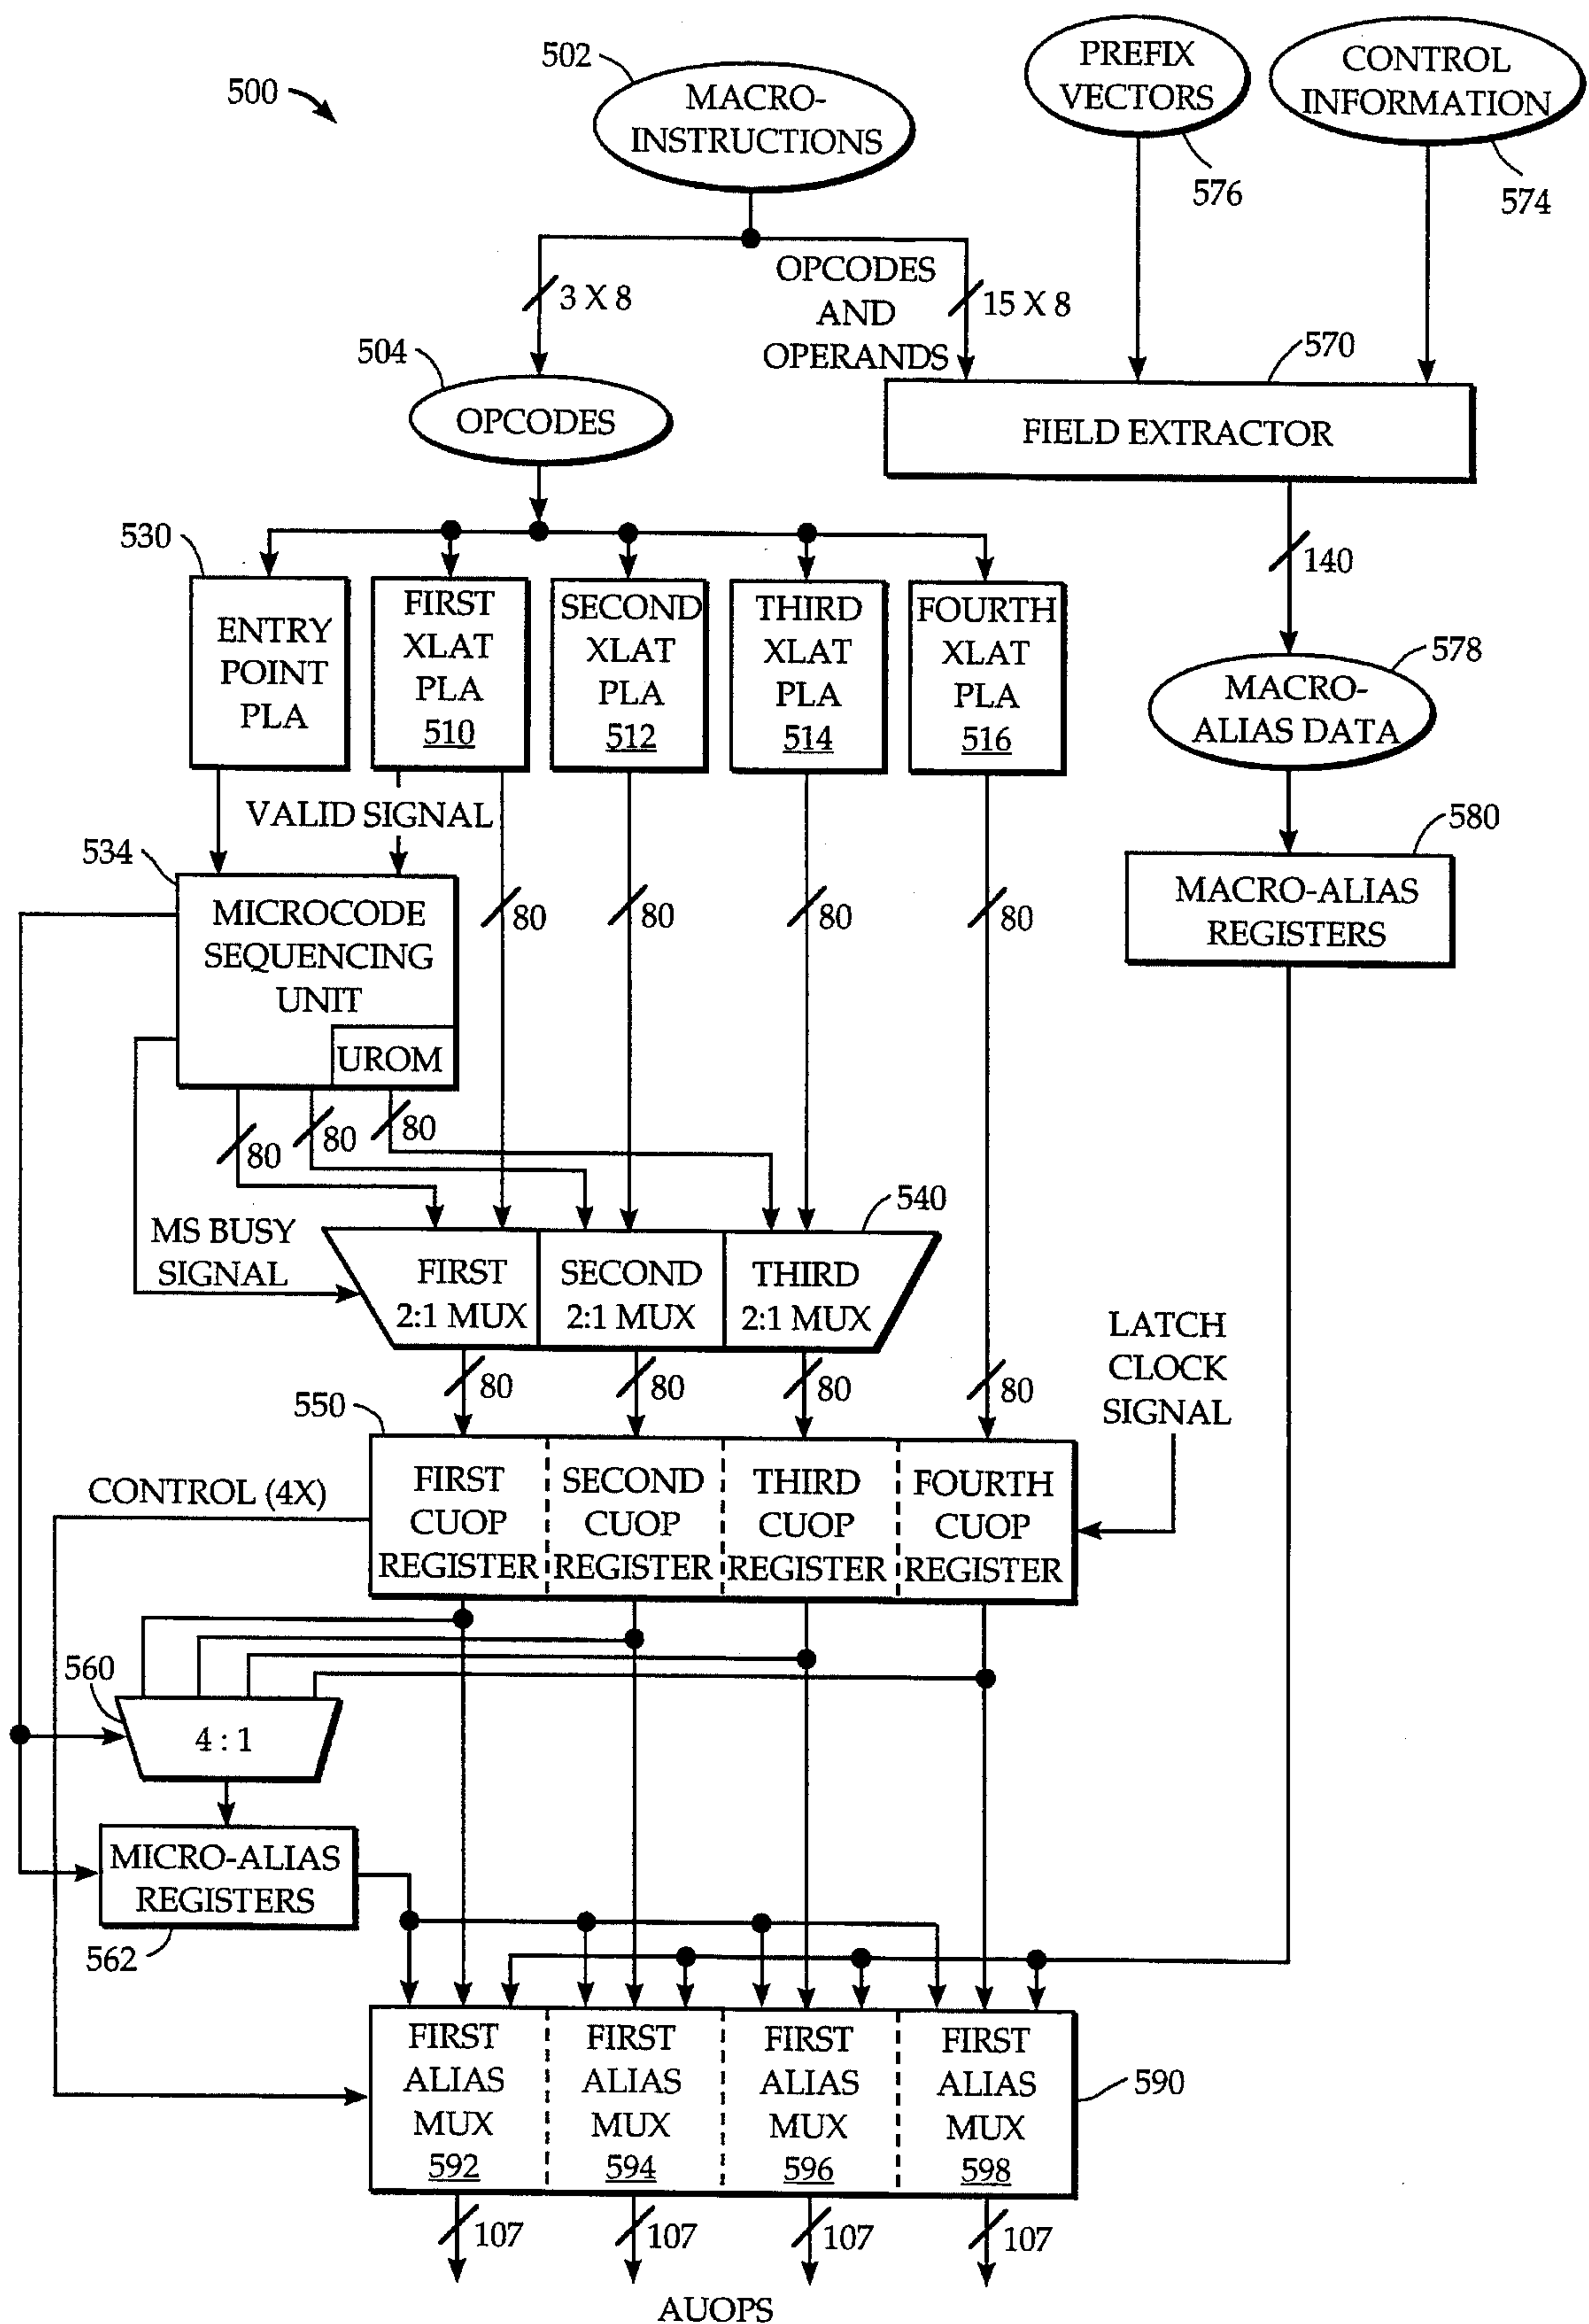 500
502
MACRO-
INSTRUCTIONS
PREFIX
VECTORS
576
CONTROL
INFORMATION
574
3 X 8
OPCODES
AND
OPERANDS
15 X 8
504
OPCODES
570
FIELD EXTRACTOR
140
530
ENTRY
POINT
PLA
FIRST
XLAT
PLA
510
SECOND
XLAT
PLA
512
THIRD
XLAT
PLA
514
FOURTH
XLAT
PLA
516
578
MACRO-
ALIAS DATA
VALID SIGNAL
580
MACRO-ALIAS
REGISTERS
534
MICROCODE
SEQUENCING
UNIT
UROM
80
80
80
80
80
80
80
MS BUSY
SIGNAL
540
FIRST
2:1 MUX
SECOND
2:1 MUX
THIRD
2:1 MUX
80
80
80
80
LATCH
CLOCK
SIGNAL
550
CONTROL (4X)
FIRST
CUOP
REGISTER
SECOND
CUOP
REGISTER
THIRD
CUOP
REGISTER
FOURTH
CUOP
REGISTER
560
4 : 1
MICRO-ALIAS
REGISTERS
562
FIRST
ALIAS
MUX
592
FIRST
ALIAS
MUX
594
FIRST
ALIAS
MUX
596
FIRST
ALIAS
MUX
598
590
107
107
107
107
AUOPS